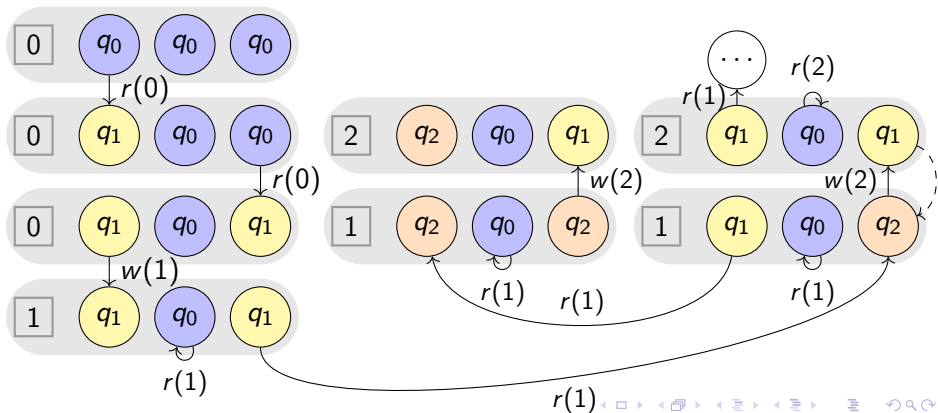 0 q0 q0 q0
r(0)
0 q1 q0 q0
r(0)
0 q1 q0 q1
w(1)
1 q1 q0 q1
r(1)
r(1)
2 q2 q0 q1
w(2)
1 q2 q0 q2
r(1)
r(1)
...
r(2)
r(1)
2 q1 q0 q1
w(2)
1 q1 q0 q2
r(1)